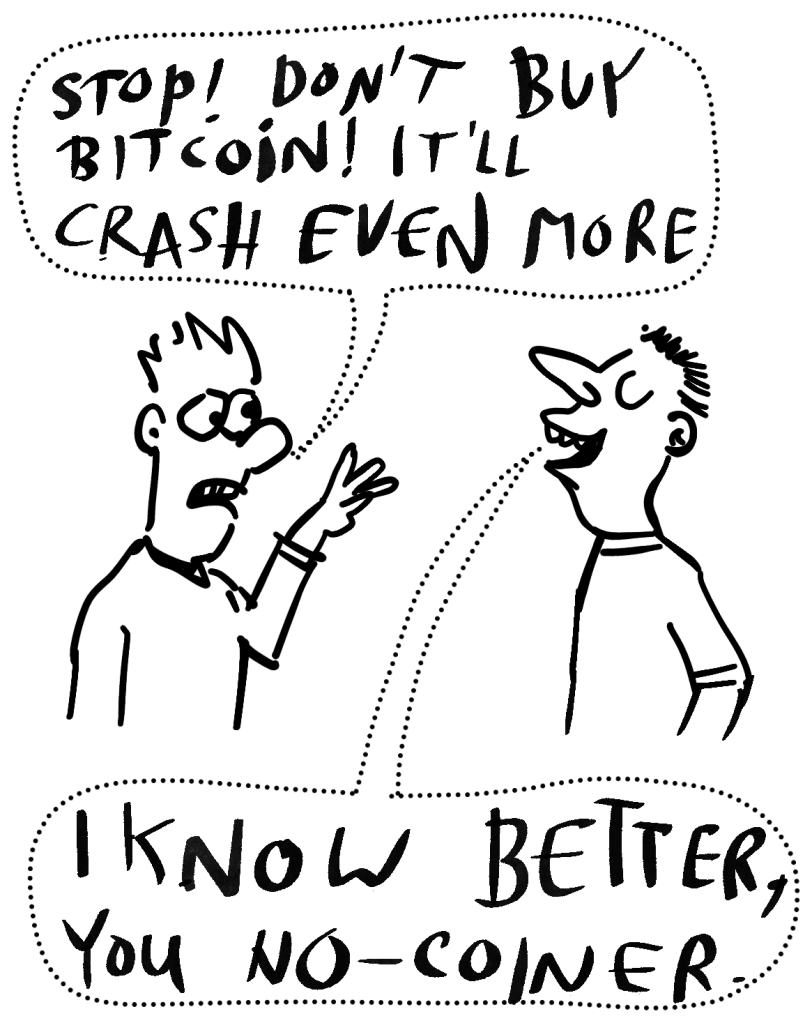 STOP! DON'T BUY
BITCOIN! IT'LL
CRASH EVEN MORE
I KNOW BETTER,
YOU NO-COINER.